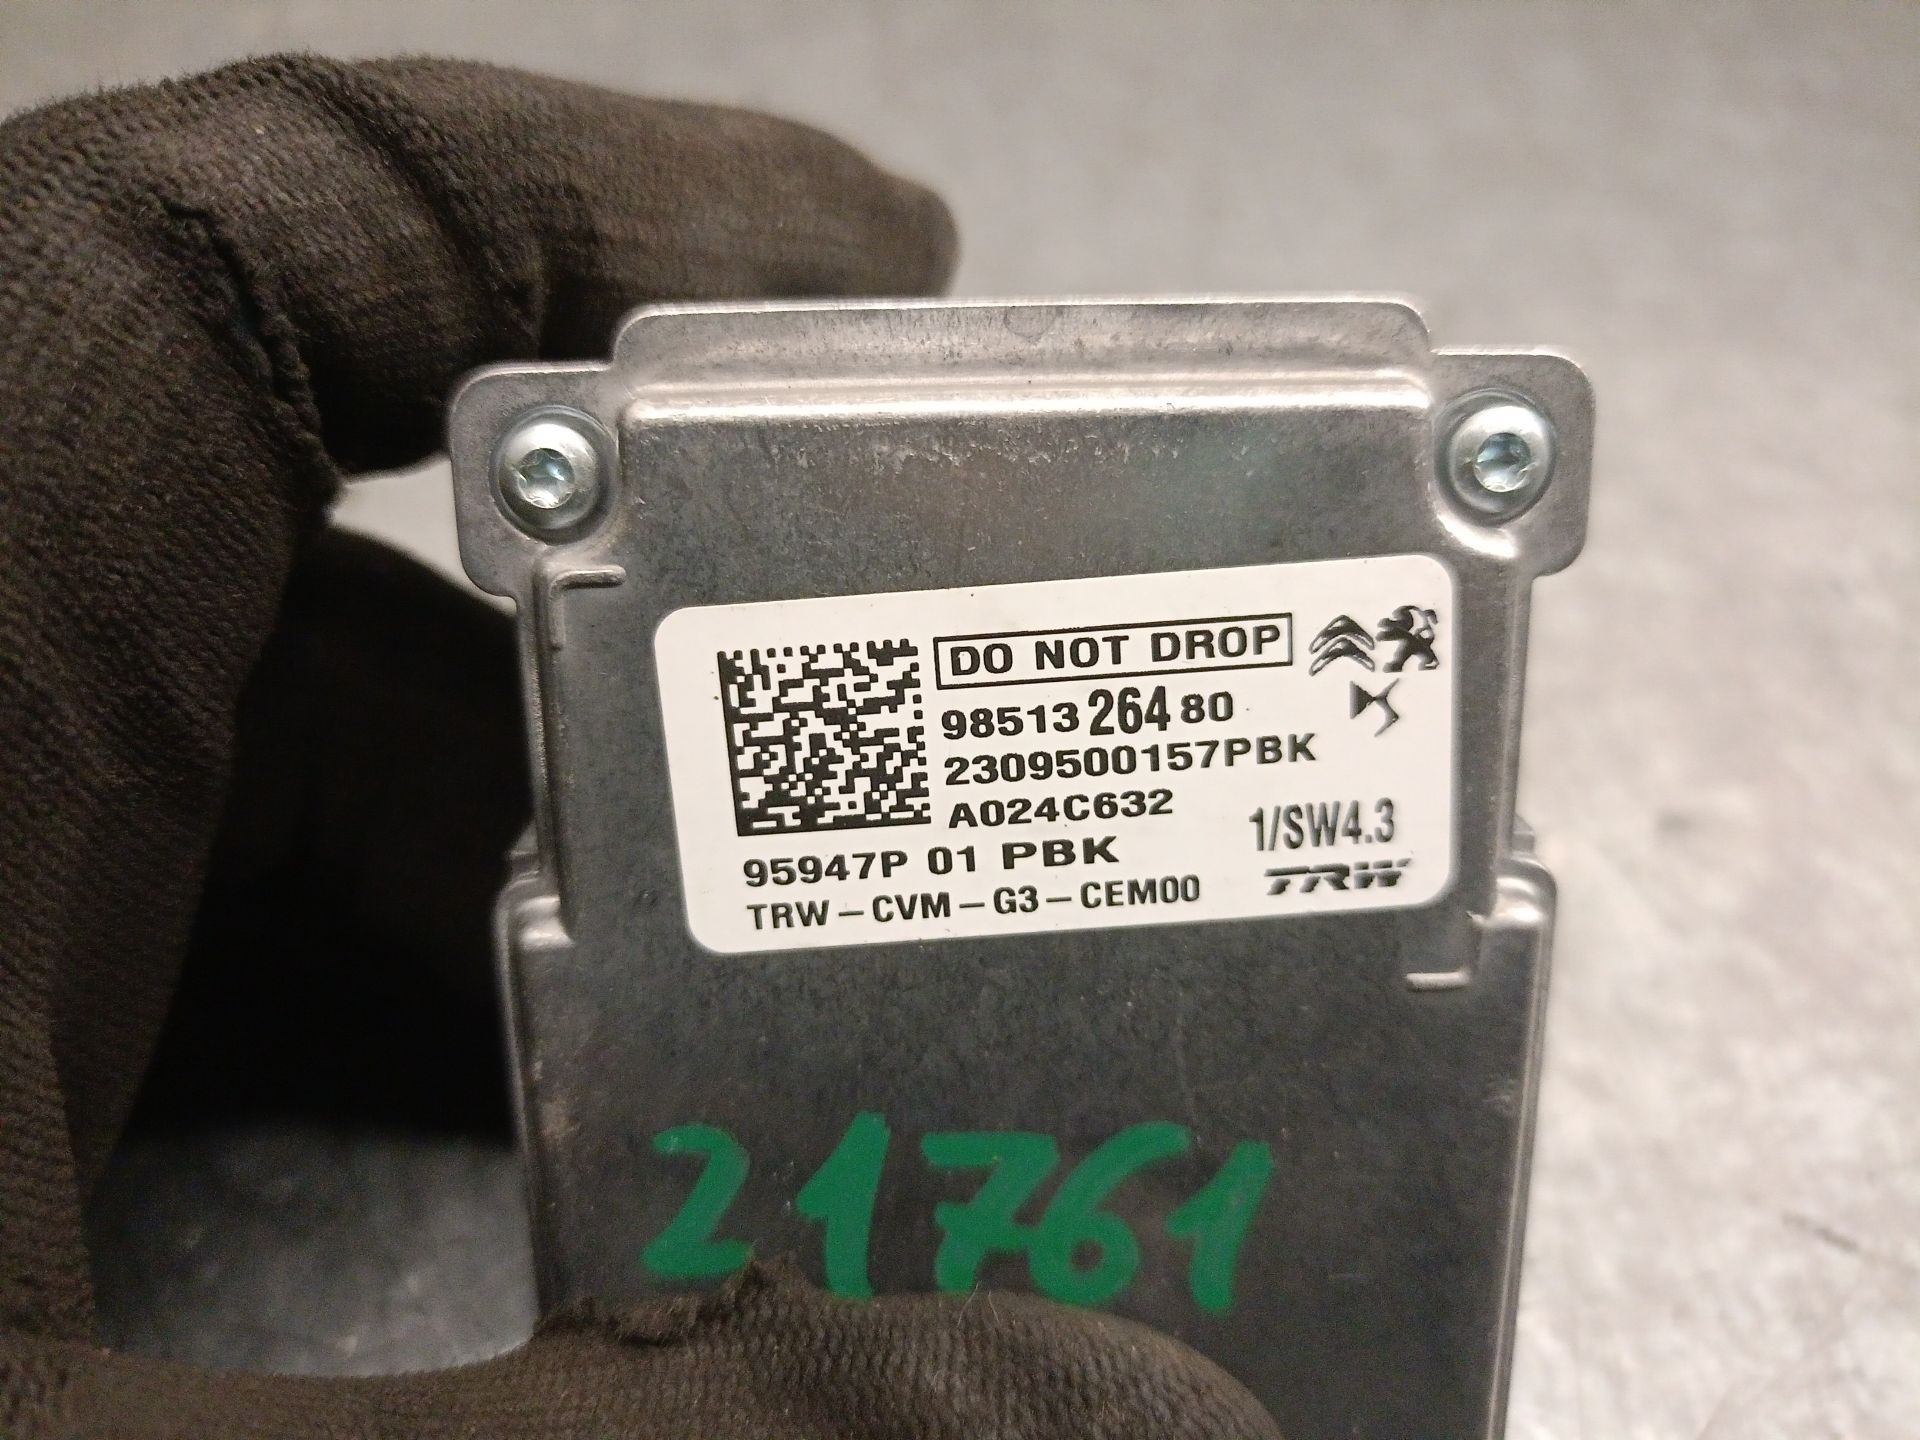 DO NOT DROP
98513 264 80
2309500157PBK
A024C632
95947P 01 PBK
1/SW4.3
TRW-CVM-G3-CEM00
TRW
21761